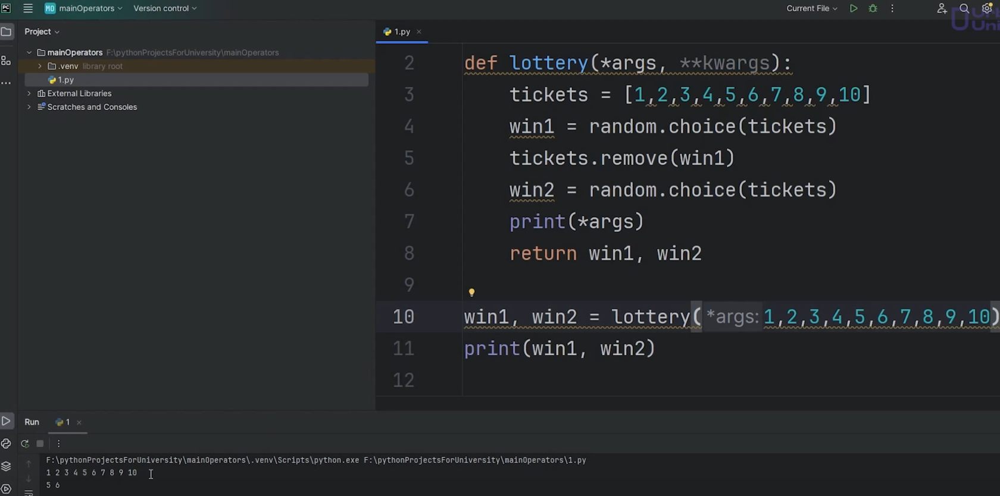 PC
MO mainOperators
Version control
Current File
Project
mainOperators F:\pythonProjectsForUniversity\mainOperators
.venv library root
1.py
External Libraries
Scratches and Consoles
1.py
2 def lottery(*args, **kwargs):
3 tickets = [1,2,3,4,5,6,7,8,9,10]
4 win1 = random.choice(tickets)
5 tickets.remove(win1)
6 win2 = random.choice(tickets)
7 print(*args)
8 return win1, win2
9
10 win1, win2 = lottery( *args: 1,2,3,4,5,6,7,8,9,10)
11 print(win1, win2)
12
Run 1
F:\pythonProjectsForUniversity\mainOperators\.venv\Scripts\python.exe F:\pythonProjectsForUniversity\mainOperators\1.py
1 2 3 4 5 6 7 8 9 10
5 6